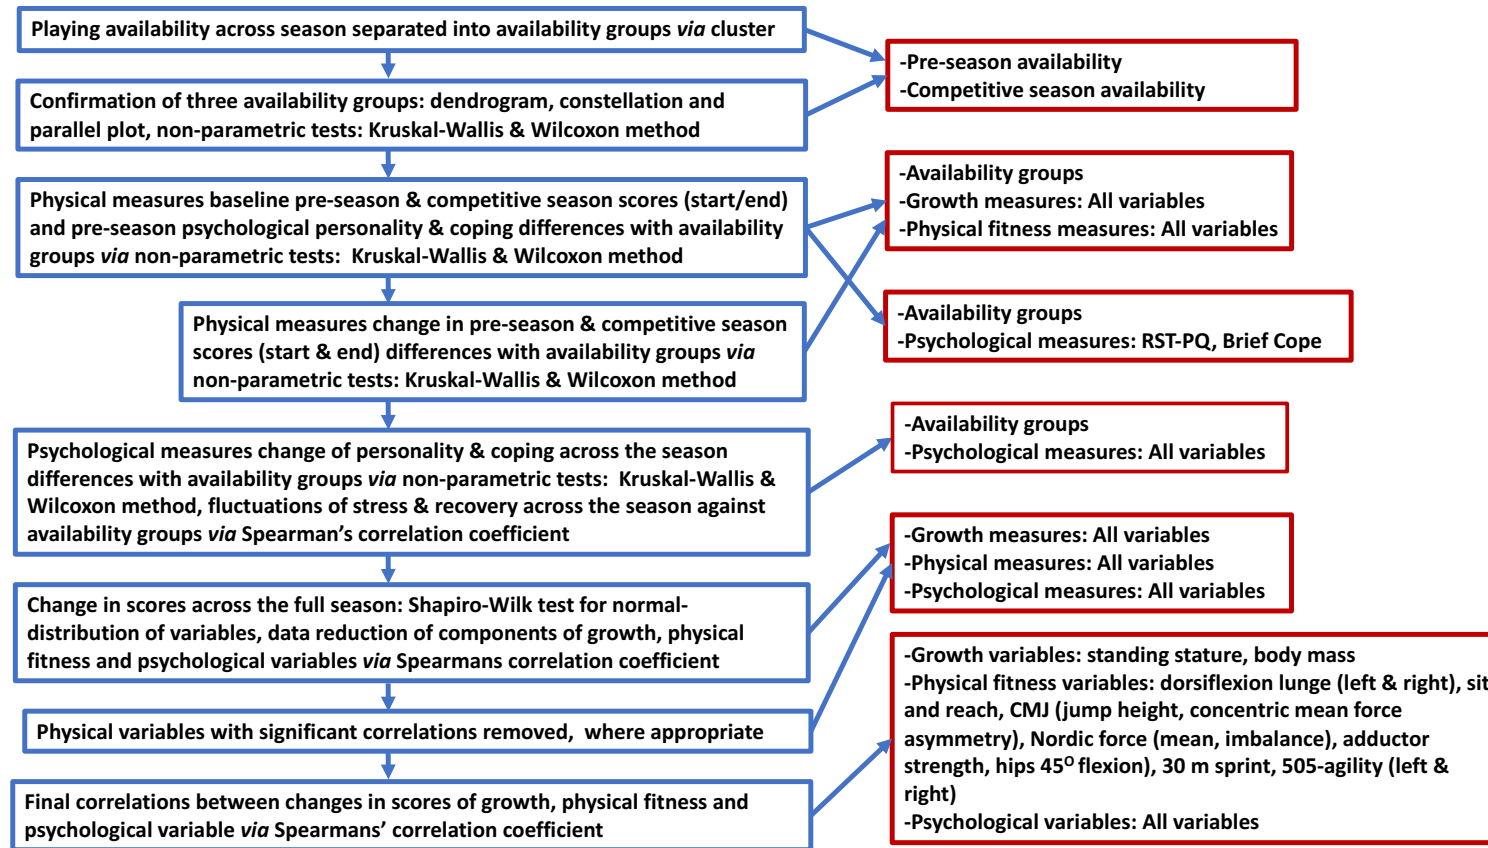 Playing availability across season separated into availability groups via cluster
Confirmation of three availability groups: dendrogram, constellation and
parallel plot, non-parametric tests: Kruskal-Wallis & Wilcoxon method
Physical measures baseline pre-season & competitive season scores (start/end)
and pre-season psychological personality & coping differences with availability
groups via non-parametric tests:  Kruskal-Wallis & Wilcoxon method
Physical measures change in pre-season & competitive season
scores (start & end) differences with availability groups via
non-parametric tests: Kruskal-Wallis & Wilcoxon method
Psychological measures change of personality & coping across the season
differences with availability groups via non-parametric tests:  Kruskal-Wallis &
Wilcoxon method, fluctuations of stress & recovery across the season against
availability groups via Spearman's correlation coefficient
Change in scores across the full season: Shapiro-Wilk test for normal-
distribution of variables, data reduction of components of growth, physical
fitness and psychological variables via Spearmans correlation coefficient
Physical variables with significant correlations removed,  where appropriate
Final correlations between changes in scores of growth, physical fitness and
psychological variable via Spearmans' correlation coefficient
-Pre-season availability
-Competitive season availability
-Availability groups
-Growth measures: All variables
-Physical fitness measures: All variables
-Availability groups
-Psychological measures: RST-PQ, Brief Cope
-Availability groups
-Psychological measures: All variables
-Growth measures: All variables
-Physical measures: All variables
-Psychological measures: All variables
-Growth variables: standing stature, body mass
-Physical fitness variables: dorsiflexion lunge (left & right), sit
and reach, CMJ (jump height, concentric mean force
asymmetry), Nordic force (mean, imbalance), adductor
strength, hips 45º flexion), 30 m sprint, 505-agility (left &
right)
-Psychological variables: All variables